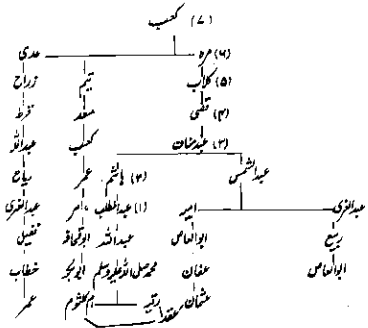 (۷) کعب
عدی مرہ (۶)
زراح تیم کلاب (۵)
قرط سعد قصی (۴)
عبداللہ کعب عبدمناف (۳)
ریاح عمر ہاشم (۲) عبدالشمس
عبدالعزی عامر عبدالمطلب (۱) امیہ عبدالعزی
نفیل ابوقحافہ عبداللہ ابوالعاص ربیع
خطاب ابوبکر محمد صلی اللہ علیہ وسلم عفان ابوالعاص
عمر ام کلثوم رقیہ عثمان
عقد